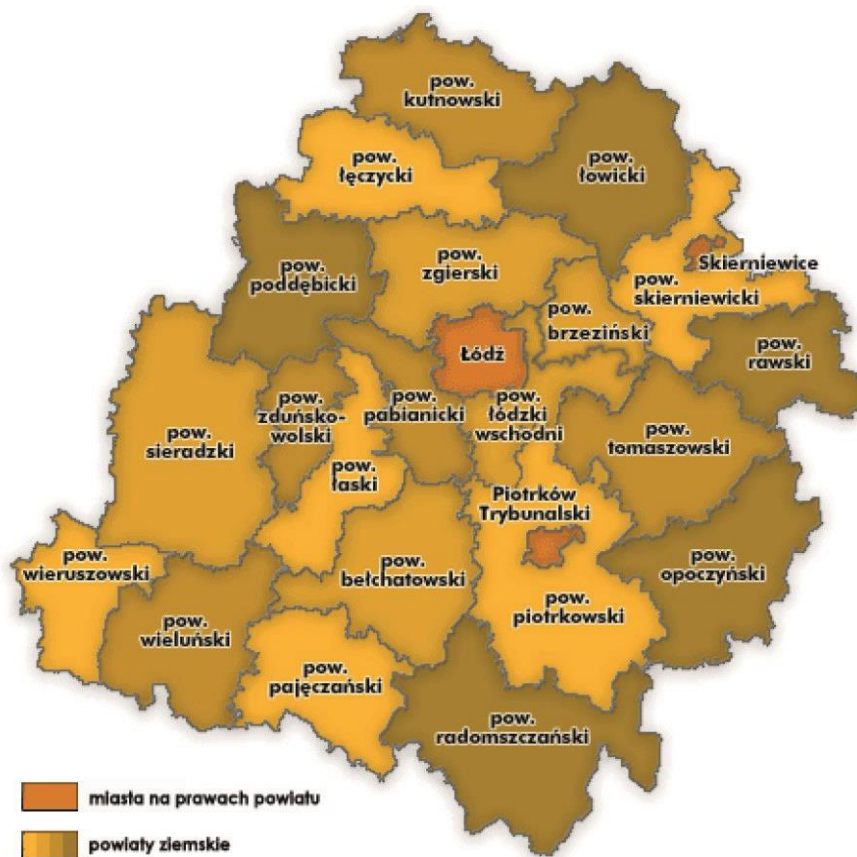 pow.
kutnowski
pow.
łęczycki
pow.
łowicki
pow.
poddębicki
pow.
zgierski
Skierniewice
pow.
skierniewicki
pow.
brzeziński
Łódź
pow.
rawski
pow.
sieradzki
pow.
zduńsko-
wolski
pow.
pabianicki
pow.
łódzki
wschodni
pow.
łaski
pow.
tomaszowski
Piotrków
Trybunalski
pow.
wieruszowski
pow.
bełchatowski
pow.
opoczyński
pow.
wieluński
pow.
piotrkowski
pow.
pajęczański
pow.
radomszczański
miasta na prawach powiatu
powiaty ziemskie